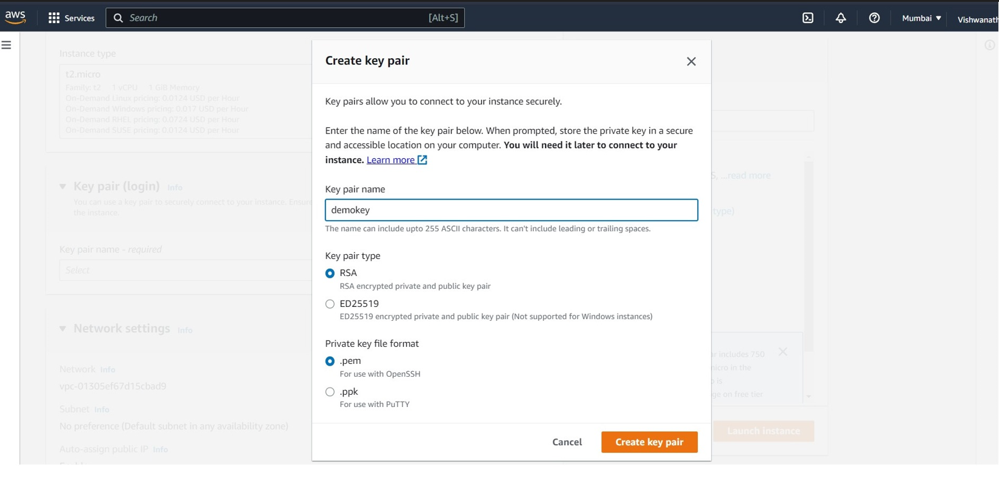 aws
Services
Search
[Alt+S]
Mumbai
Vishwanath
Instance type
t2.micro
Family: t2 1 vCPU 1 GiB Memory
On-Demand Linux pricing: 0.0124 USD per Hour
On-Demand Windows pricing: 0.017 USD per Hour
On-Demand RHEL pricing: 0.0724 USD per Hour
On-Demand SUSE pricing: 0.0124 USD per Hour
Key pair (login) Info
You can use a key pair to securely connect to your instance. Ensure
the instance.
Key pair name - required
Select
Network settings Info
Network Info
vpc-01305ef67d15cbad9
Subnet Info
No preference (Default subnet in any availability zone)
Auto-assign public IP Info
Create key pair
Key pairs allow you to connect to your instance securely.
Enter the name of the key pair below. When prompted, store the private key in a secure
and accessible location on your computer. You will need it later to connect to your
instance. Learn more
Key pair name
demokey
The name can include upto 255 ASCII characters. It can't include leading or trailing spaces.
Key pair type
RSA
RSA encrypted private and public key pair
ED25519
ED25519 encrypted private and public key pair (Not supported for Windows instances)
Private key file format
.pem
For use with OpenSSH
.ppk
For use with PuTTY
Cancel
Create key pair
...read more
type)
includes 750
in the
is
on free tier
Launch instance